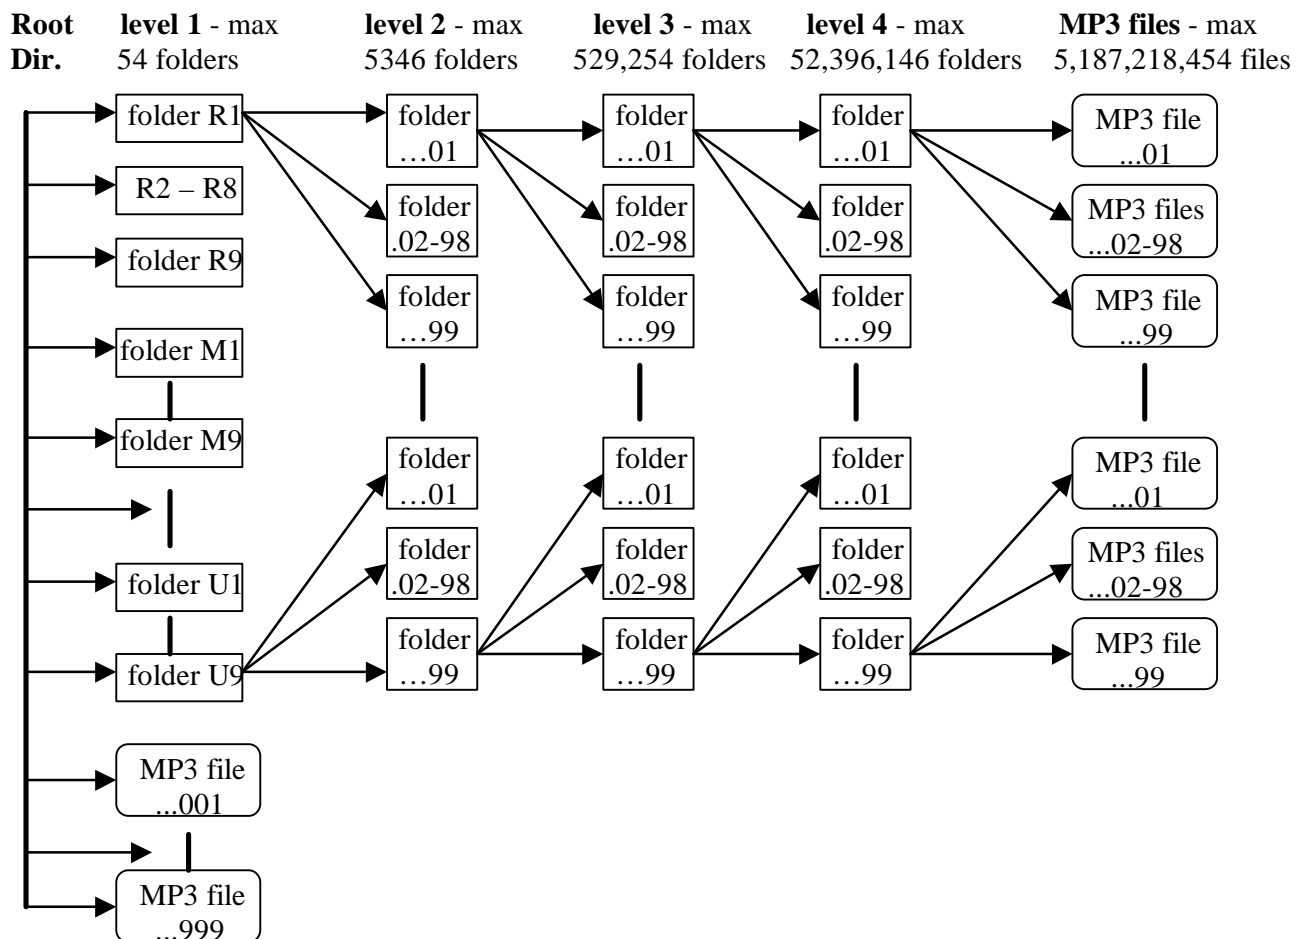 Root Dir.
level 1 - max
54 folders
level 2 - max
5346 folders
level 3 - max
529,254 folders
level 4 - max
52,396,146 folders
MP3 files - max
5,187,218,454 files
folder R1
R2 – R8
folder R9
folder M1
folder M9
folder U1
folder U9
MP3 file
...001
MP3 file
...999
folder
…01
folder
.02-98
folder
…99
folder
…01
folder
.02-98
folder
…99
folder
…01
folder
.02-98
folder
…99
folder
…01
folder
.02-98
folder
…99
folder
…01
folder
.02-98
folder
…99
folder
…01
folder
.02-98
folder
…99
MP3 file
...01
MP3 files
...02-98
MP3 file
...99
MP3 file
...01
MP3 files
...02-98
MP3 file
...99